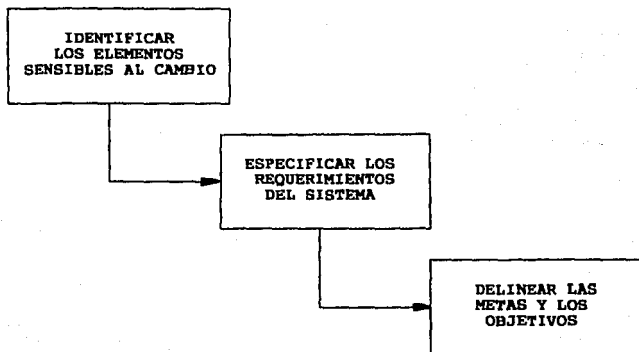 IDENTIFICAR
LOS ELEMENTOS
SENSIBLES AL CAMBIO
ESPECIFICAR LOS
REQUERIMIENTOS
DEL SISTEMA
DELINEAR LAS
METAS Y LOS
OBJETIVOS